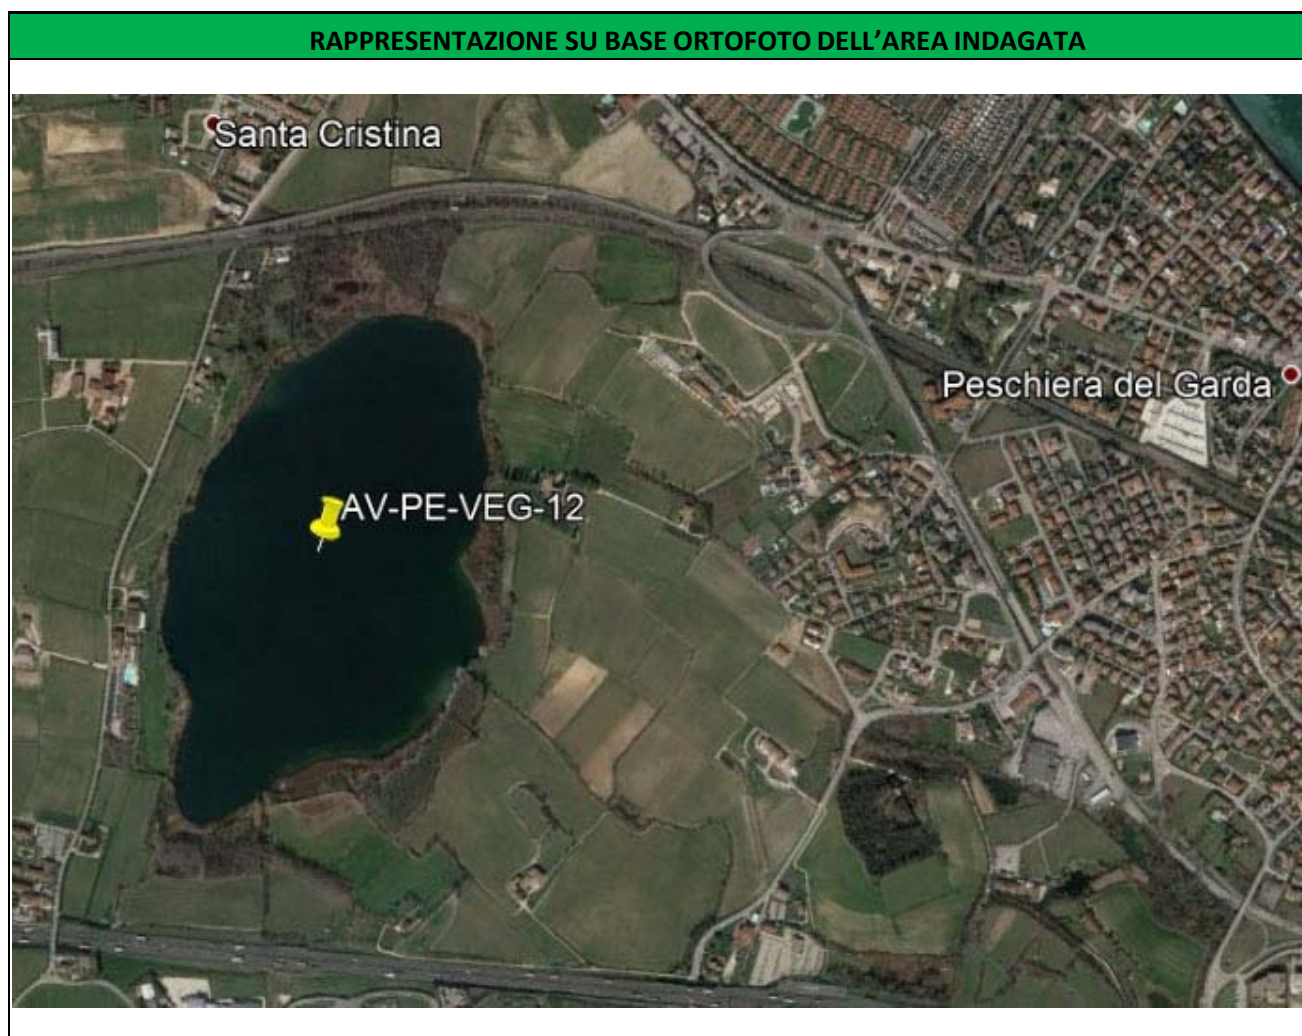 RAPPRESENTAZIONE SU BASE ORTOFOTO DELL’AREA INDAGATA
Santa Cristina
Peschiera del Garda
AV-PE-VEG-12